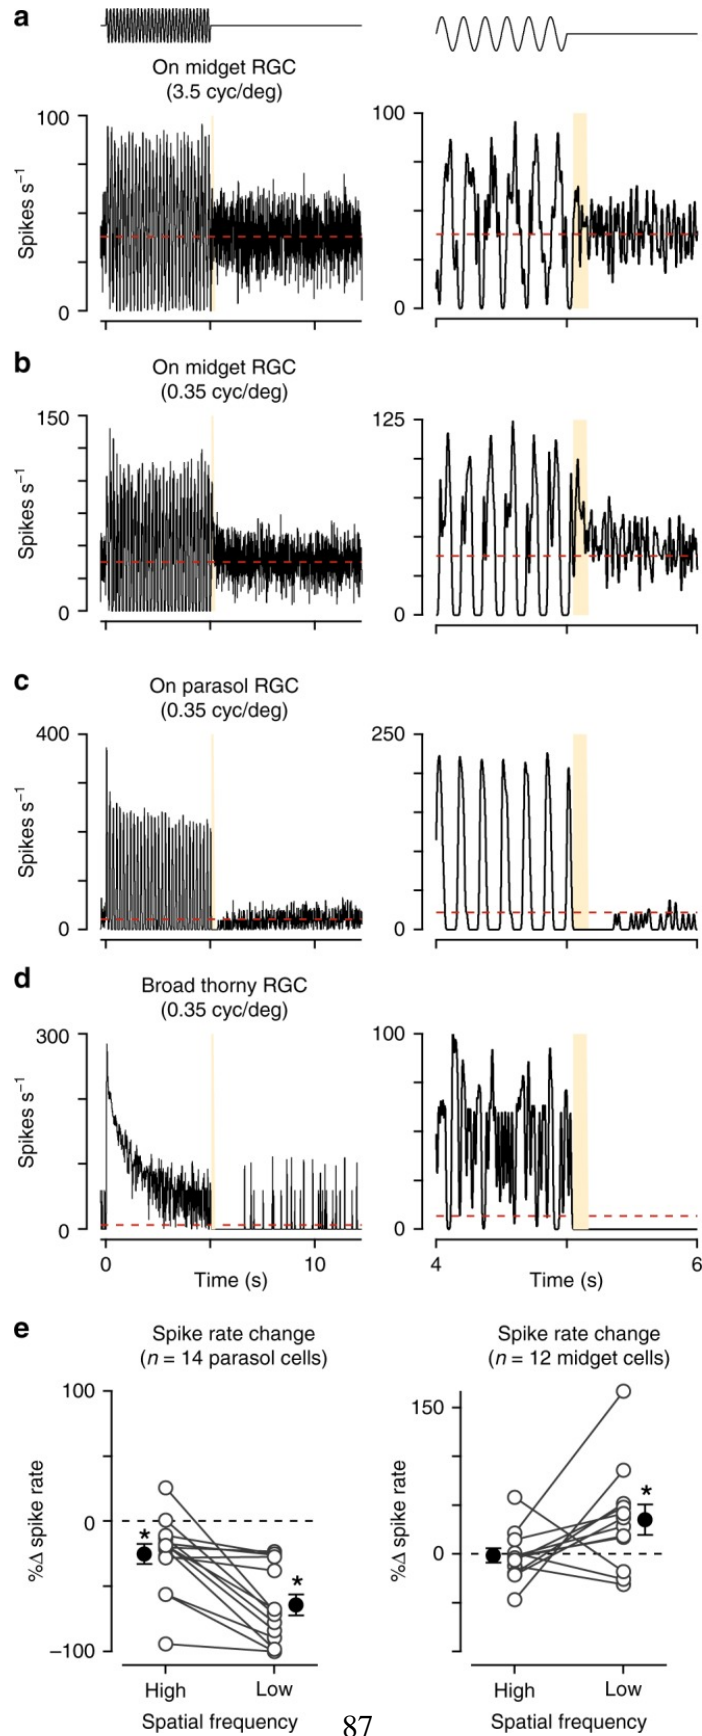 a
On midget RGC
(3.5 cyc/deg)
100
Spikes s⁻¹
0
100
0
b
On midget RGC
(0.35 cyc/deg)
150
Spikes s⁻¹
0
125
0
c
On parasol RGC
(0.35 cyc/deg)
400
Spikes s⁻¹
0
250
0
d
Broad thorny RGC
(0.35 cyc/deg)
300
Spikes s⁻¹
0
0 10
Time (s)
100
0
4 6
Time (s)
e
Spike rate change
(n = 14 parasol cells)
100
%Δ spike rate
0
*
*
−100
High Low
Spatial frequency
Spike rate change
(n = 12 midget cells)
150
%Δ spike rate
*
0
High Low
Spatial frequency
87